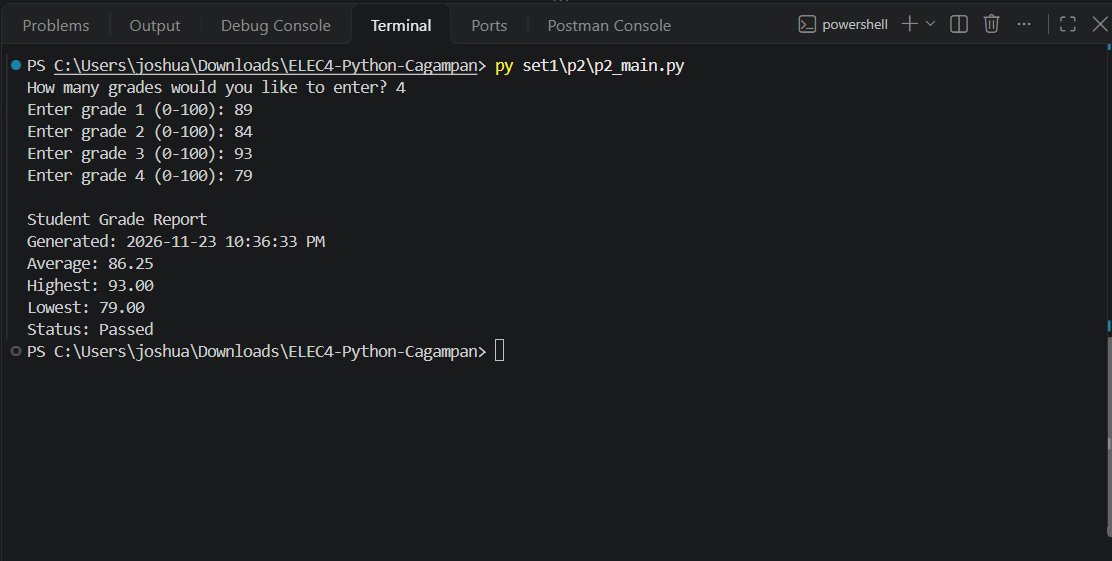 Problems Output Debug Console Terminal Ports Postman Console powershell
PS C:\Users\joshua\Downloads\ELEC4-Python-Cagampan> py set1\p2\p2_main.py
How many grades would you like to enter? 4
Enter grade 1 (0-100): 89
Enter grade 2 (0-100): 84
Enter grade 3 (0-100): 93
Enter grade 4 (0-100): 79
Student Grade Report
Generated: 2026-11-23 10:36:33 PM
Average: 86.25
Highest: 93.00
Lowest: 79.00
Status: Passed
PS C:\Users\joshua\Downloads\ELEC4-Python-Cagampan>